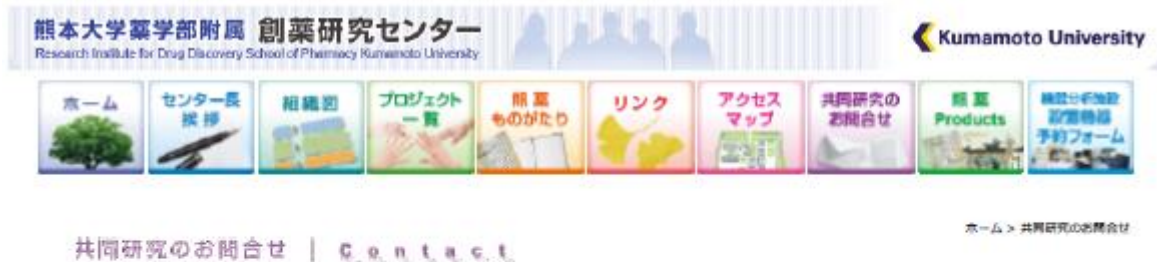 熊本大学薬学部附属 創薬研究センター
Research Institute for Drug Discovery School of Pharmacy Kumamoto University
Kumamoto University
ホーム
センター長
挨拶
組織図
プロジェクト
一覧
熊薬
ものがたり
リンク
アクセス
マップ
共同研究の
お問合せ
熊薬
Products
機器分析施設
設置機器
予約フォーム
ホーム > 共同研究のお問合せ
共同研究のお問合せ | Contact